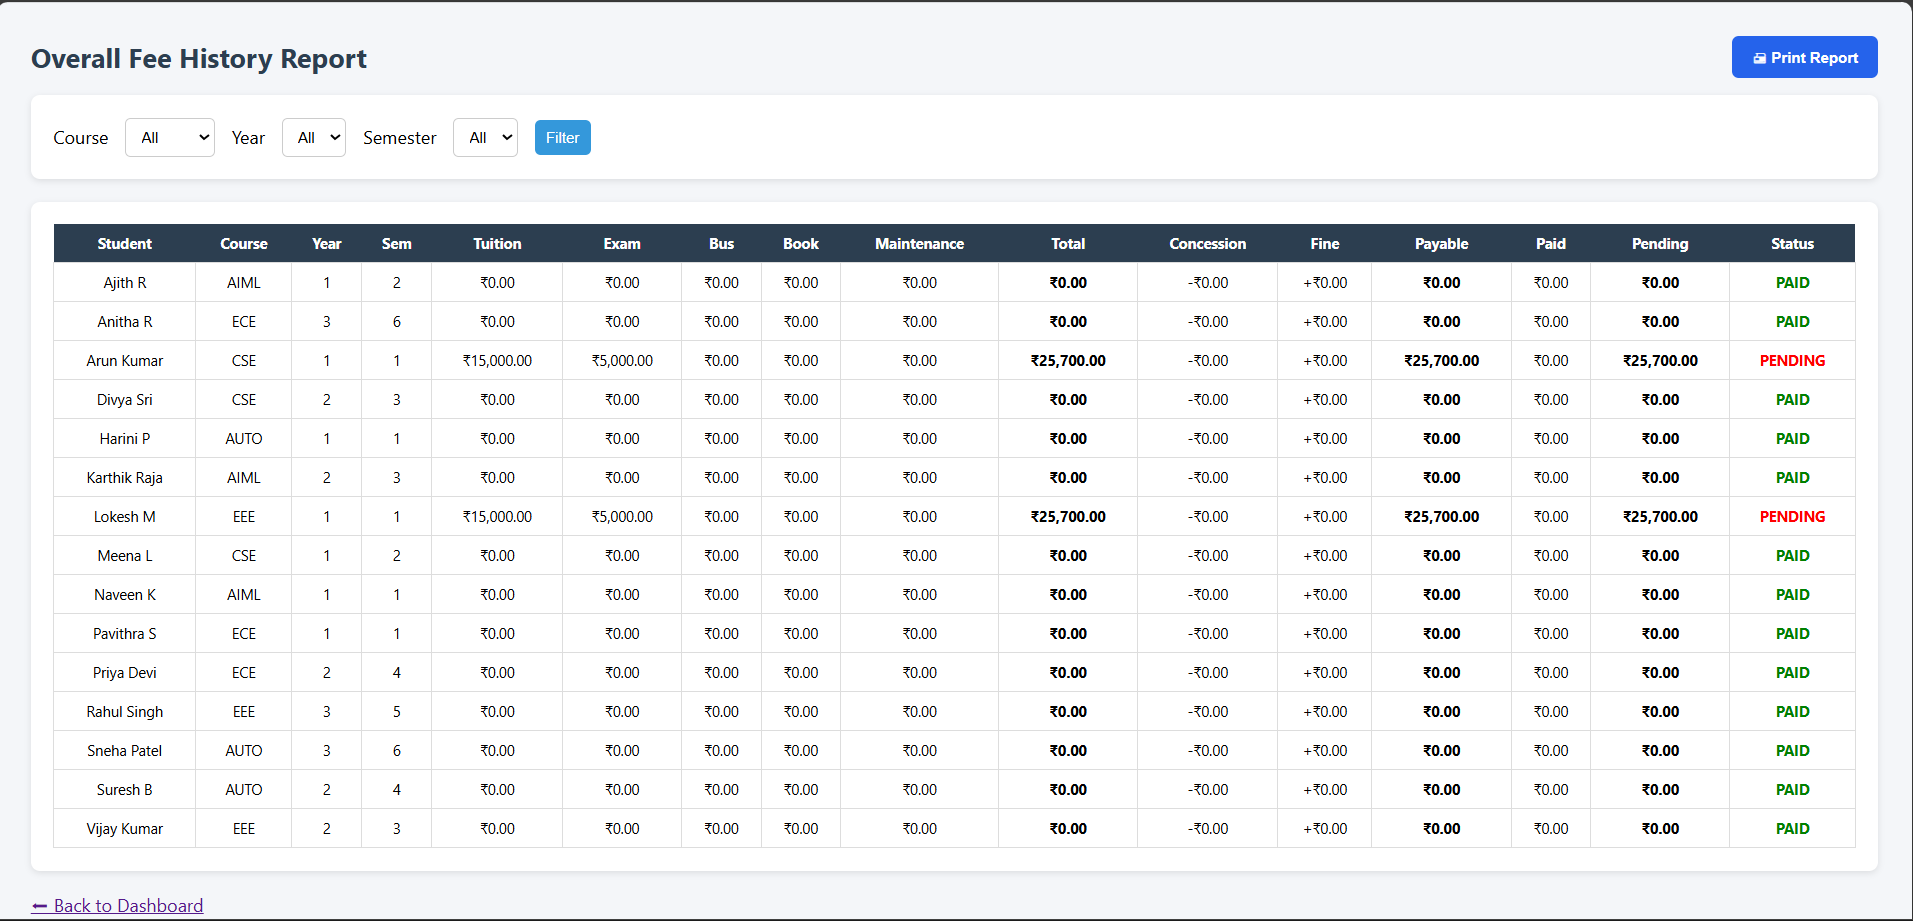 Overall Fee History Report
Print Report
Course All Year All Semester All Filter
Student Course Year Sem Tuition Exam Bus Book Maintenance Total Concession Fine Payable Paid Pending Status
Ajith R AIML 1 2 ₹0.00 ₹0.00 ₹0.00 ₹0.00 ₹0.00 ₹0.00 -₹0.00 +₹0.00 ₹0.00 ₹0.00 ₹0.00 PAID
Anitha R ECE 3 6 ₹0.00 ₹0.00 ₹0.00 ₹0.00 ₹0.00 ₹0.00 -₹0.00 +₹0.00 ₹0.00 ₹0.00 ₹0.00 PAID
Arun Kumar CSE 1 1 ₹15,000.00 ₹5,000.00 ₹0.00 ₹0.00 ₹0.00 ₹25,700.00 -₹0.00 +₹0.00 ₹25,700.00 ₹0.00 ₹25,700.00 PENDING
Divya Sri CSE 2 3 ₹0.00 ₹0.00 ₹0.00 ₹0.00 ₹0.00 ₹0.00 -₹0.00 +₹0.00 ₹0.00 ₹0.00 ₹0.00 PAID
Harini P AUTO 1 1 ₹0.00 ₹0.00 ₹0.00 ₹0.00 ₹0.00 ₹0.00 -₹0.00 +₹0.00 ₹0.00 ₹0.00 ₹0.00 PAID
Karthik Raja AIML 2 3 ₹0.00 ₹0.00 ₹0.00 ₹0.00 ₹0.00 ₹0.00 -₹0.00 +₹0.00 ₹0.00 ₹0.00 ₹0.00 PAID
Lokesh M EEE 1 1 ₹15,000.00 ₹5,000.00 ₹0.00 ₹0.00 ₹0.00 ₹25,700.00 -₹0.00 +₹0.00 ₹25,700.00 ₹0.00 ₹25,700.00 PENDING
Meena L CSE 1 2 ₹0.00 ₹0.00 ₹0.00 ₹0.00 ₹0.00 ₹0.00 -₹0.00 +₹0.00 ₹0.00 ₹0.00 ₹0.00 PAID
Naveen K AIML 1 1 ₹0.00 ₹0.00 ₹0.00 ₹0.00 ₹0.00 ₹0.00 -₹0.00 +₹0.00 ₹0.00 ₹0.00 ₹0.00 PAID
Pavithra S ECE 1 1 ₹0.00 ₹0.00 ₹0.00 ₹0.00 ₹0.00 ₹0.00 -₹0.00 +₹0.00 ₹0.00 ₹0.00 ₹0.00 PAID
Priya Devi ECE 2 4 ₹0.00 ₹0.00 ₹0.00 ₹0.00 ₹0.00 ₹0.00 -₹0.00 +₹0.00 ₹0.00 ₹0.00 ₹0.00 PAID
Rahul Singh EEE 3 5 ₹0.00 ₹0.00 ₹0.00 ₹0.00 ₹0.00 ₹0.00 -₹0.00 +₹0.00 ₹0.00 ₹0.00 ₹0.00 PAID
Sneha Patel AUTO 3 6 ₹0.00 ₹0.00 ₹0.00 ₹0.00 ₹0.00 ₹0.00 -₹0.00 +₹0.00 ₹0.00 ₹0.00 ₹0.00 PAID
Suresh B AUTO 2 4 ₹0.00 ₹0.00 ₹0.00 ₹0.00 ₹0.00 ₹0.00 -₹0.00 +₹0.00 ₹0.00 ₹0.00 ₹0.00 PAID
Vijay Kumar EEE 2 3 ₹0.00 ₹0.00 ₹0.00 ₹0.00 ₹0.00 ₹0.00 -₹0.00 +₹0.00 ₹0.00 ₹0.00 ₹0.00 PAID
← Back to Dashboard